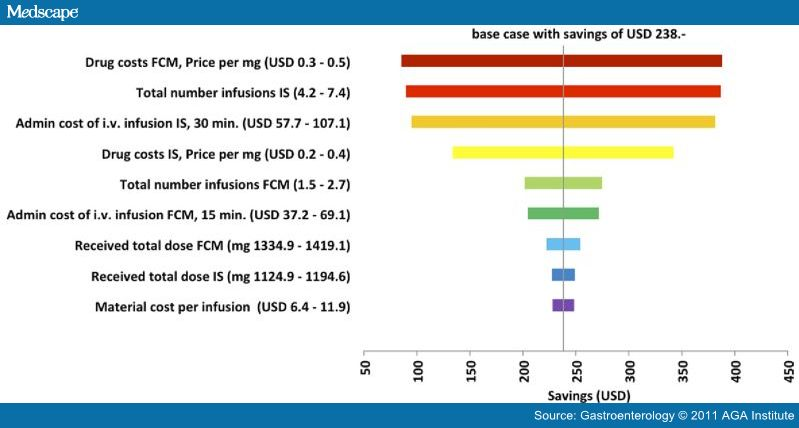 Medscape
base case with savings of USD 238.-
Drug costs FCM, Price per mg (USD 0.3 - 0.5)
Total number infusions IS (4.2 - 7.4)
Admin cost of i.v. infusion IS, 30 min. (USD 57.7 - 107.1)
Drug costs IS, Price per mg (USD 0.2 - 0.4)
Total number infusions FCM (1.5 - 2.7)
Admin cost of i.v. infusion FCM, 15 min. (USD 37.2 - 69.1)
Received total dose FCM (mg 1334.9 - 1419.1)
Received total dose IS (mg 1124.9 - 1194.6)
Material cost per infusion (USD 6.4 - 11.9)
50 100 150 200 250 300 350 400 450
Savings (USD)
Source: Gastroenterology © 2011 AGA Institute